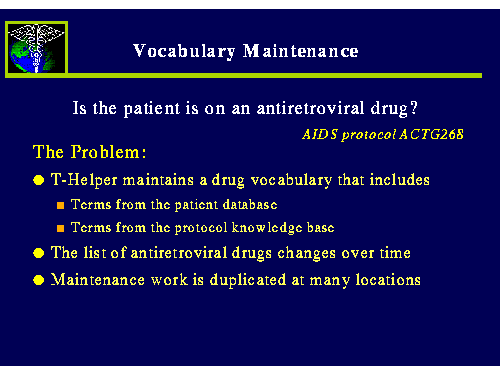 Vocabulary Maintenance
Is the patient is on an antiretroviral drug?
AIDS protocol ACTG268
The Problem:
T-Helper maintains a drug vocabulary that includes
Terms from the patient database
Terms from the protocol knowledge base
The list of antiretroviral drugs changes over time
Maintenance work is duplicated at many locations